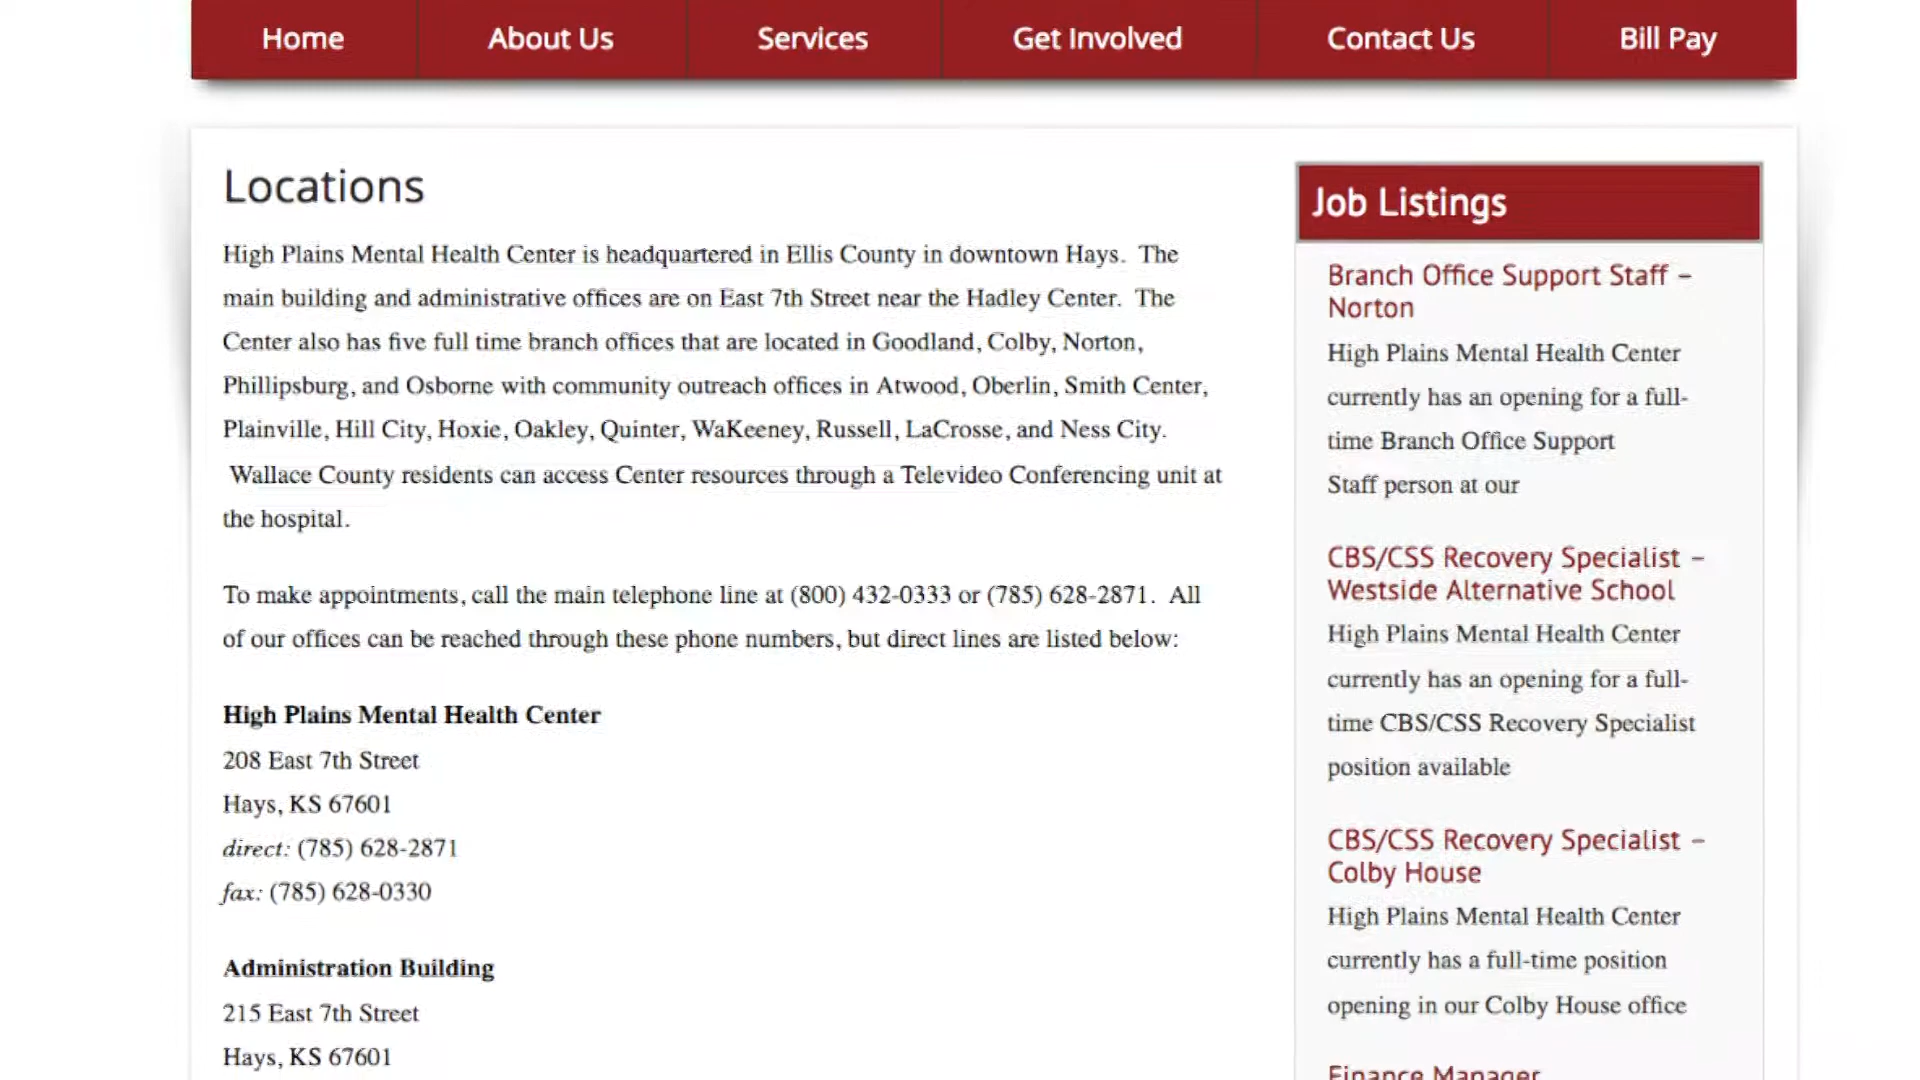 Home About Us Services Get Involved Contact Us Bill Pay
Locations
High Plains Mental Health Center is headquartered in Ellis County in downtown Hays. The
main building and administrative offices are on East 7th Street near the Hadley Center. The
Center also has five full time branch offices that are located in Goodland, Colby, Norton,
Phillipsburg, and Osborne with community outreach offices in Atwood, Oberlin, Smith Center,
Plainville, Hill City, Hoxie, Oakley, Quinter, WaKeeney, Russell, LaCrosse, and Ness City.
Wallace County residents can access Center resources through a Televideo Conferencing unit at
the hospital.
To make appointments, call the main telephone line at (800) 432-0333 or (785) 628-2871. All
of our offices can be reached through these phone numbers, but direct lines are listed below:
High Plains Mental Health Center
208 East 7th Street
Hays, KS 67601
direct: (785) 628-2871
fax: (785) 628-0330
Administration Building
215 East 7th Street
Hays, KS 67601
Job Listings
Branch Office Support Staff –
Norton
High Plains Mental Health Center
currently has an opening for a full-
time Branch Office Support
Staff person at our
CBS/CSS Recovery Specialist –
Westside Alternative School
High Plains Mental Health Center
currently has an opening for a full-
time CBS/CSS Recovery Specialist
position available
CBS/CSS Recovery Specialist –
Colby House
High Plains Mental Health Center
currently has a full-time position
opening in our Colby House office
Finance Manager